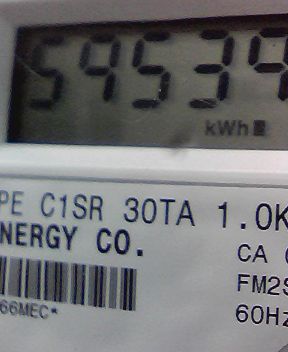 59539
kWh
PE C1SR 30TA 1.0K
NERGY CO.
CA
FM2S
60Hz
66MEC*